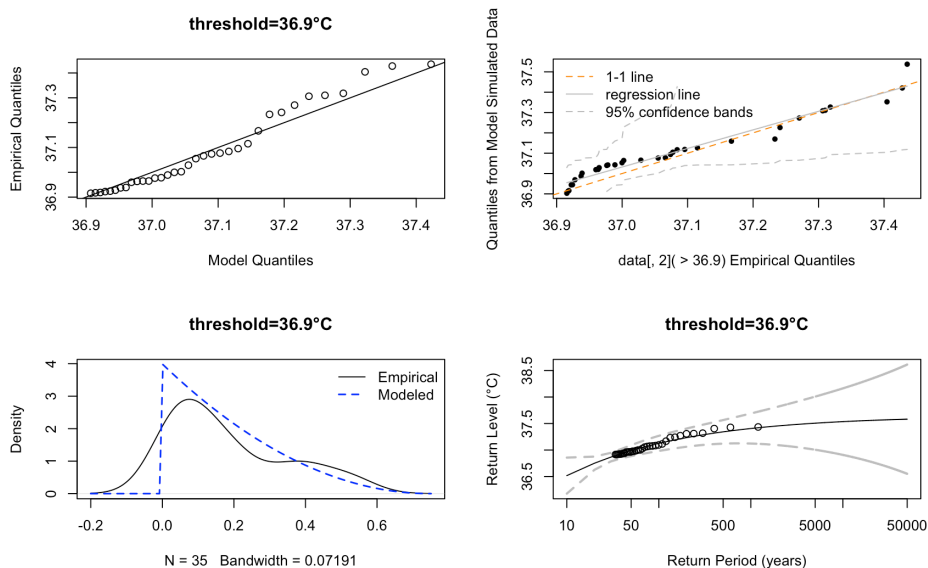 threshold=36.9°C
Empirical Quantiles
36.9 37.1 37.3
36.9 37.0 37.1 37.2 37.3 37.4
Model Quantiles
Quantiles from Model Simulated Data
36.9 37.1 37.3 37.5
1-1 line
regression line
95% confidence bands
36.9 37.0 37.1 37.2 37.3 37.4
data[, 2]( > 36.9) Empirical Quantiles
threshold=36.9°C
Density
0 1 2 3 4
Empirical
Modeled
-0.2 0.0 0.2 0.4 0.6
N = 35 Bandwidth = 0.07191
threshold=36.9°C
Return Level (°C)
36.5 37.5 38.5
10 50 500 5000 50000
Return Period (years)